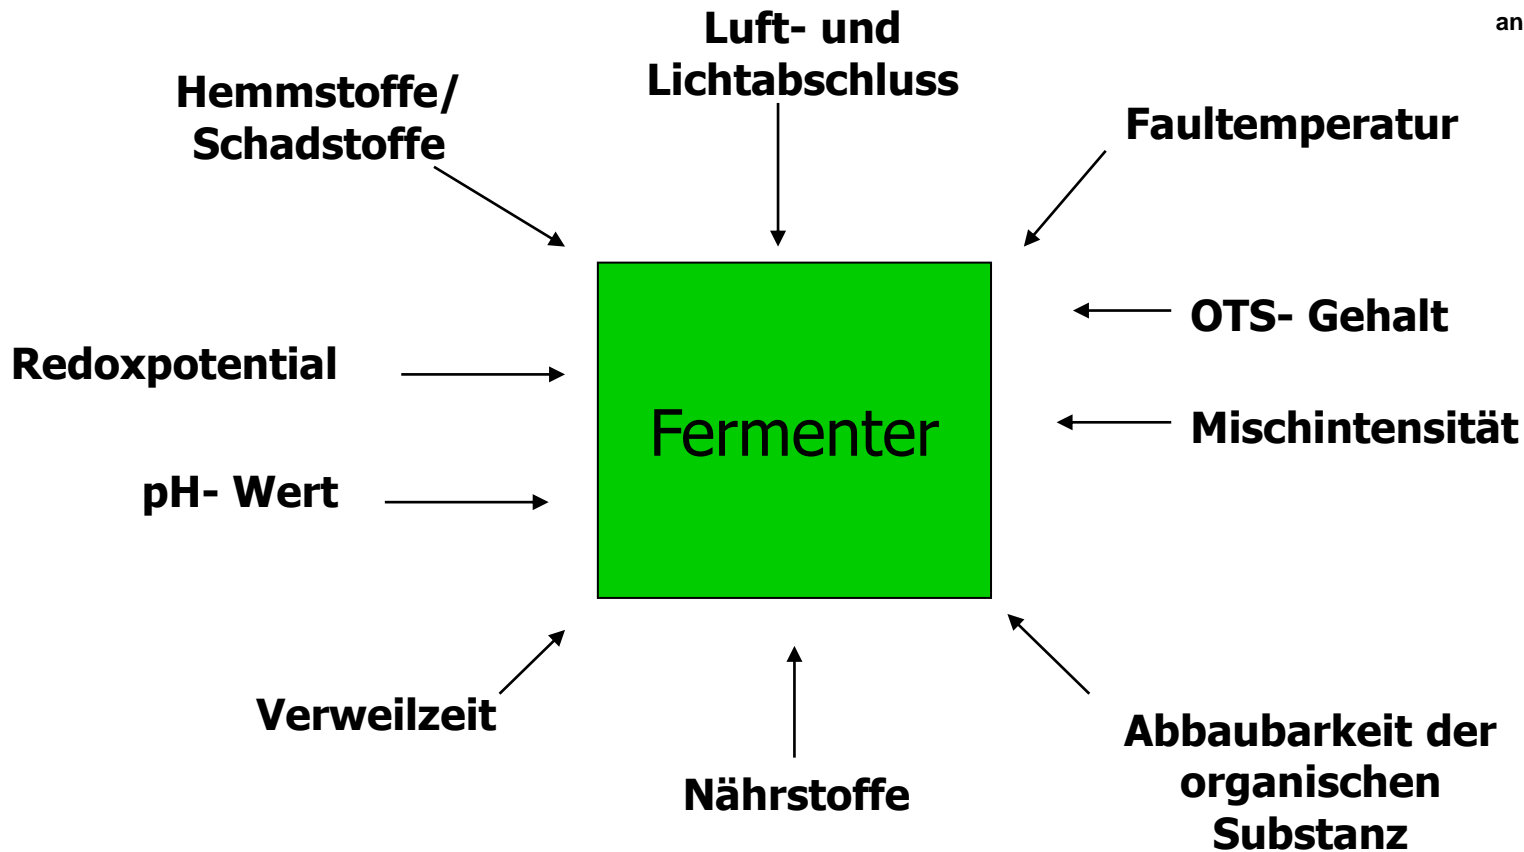 an
Luft- und
Lichtabschluss
Hemmstoffe/
Schadstoffe
Faultemperatur
OTS- Gehalt
Redoxpotential
Mischintensität
Fermenter
pH- Wert
Verweilzeit
Nährstoffe
Abbaubarkeit der
organischen
Substanz